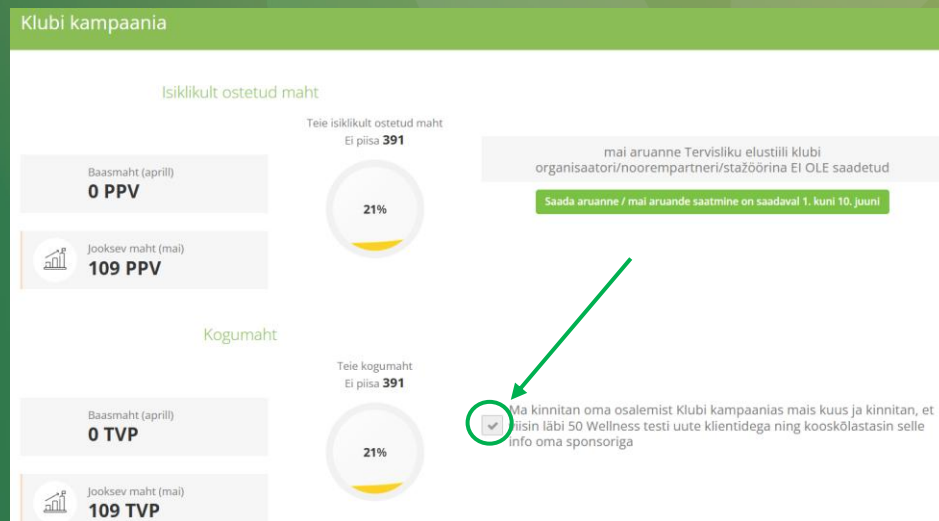 Klubi kampaania
Isiklikult ostetud maht
Teie isiklikult ostetud maht
Ei piisa 391
Baasmaht (aprill)
0 PPV
21%
Jooksev maht (mai)
109 PPV
mai aruanne Tervisliku elustiili klubi
organisaatori/noorempartneri/stažöörina EI OLE saadetud
Saada aruanne / mai aruande saatmine on saadaval 1. kuni 10. juuni
Kogumaht
Teie kogumaht
Ei piisa 391
Baasmaht (aprill)
0 TVP
21%
Jooksev maht (mai)
109 TVP
Ma kinnitan oma osalemist Klubi kampaanias mais kuus ja kinnitan, et
viisin läbi 50 Wellness testi uute klientidega ning kooskõlastasin selle
info oma sponsoriga